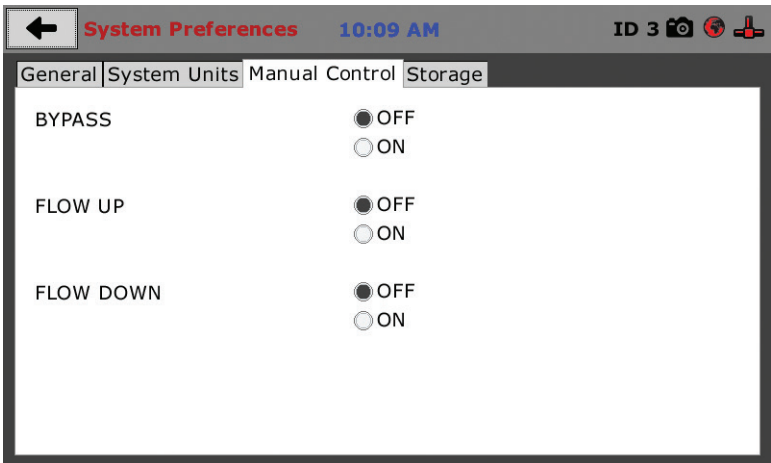 System Preferences 10:09 AM ID 3
General System Units Manual Control Storage
BYPASS OFF
ON
FLOW UP OFF
ON
FLOW DOWN OFF
ON